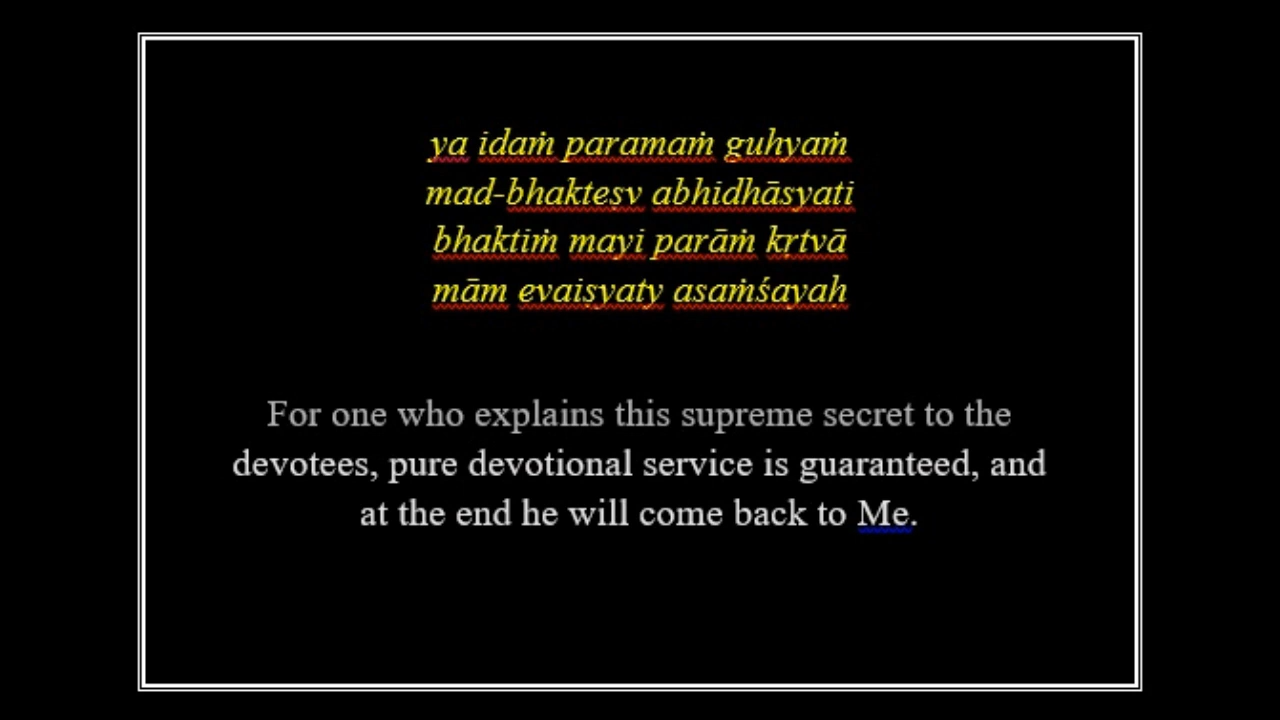 ya idaṁ paramaṁ guhyaṁ
mad-bhakteṣv abhidhāsyati
bhaktiṁ mayi parāṁ kṛtvā
mām evaiṣyaty asaṁśayaḥ
For one who explains this supreme secret to the
devotees, pure devotional service is guaranteed, and
at the end he will come back to Me.